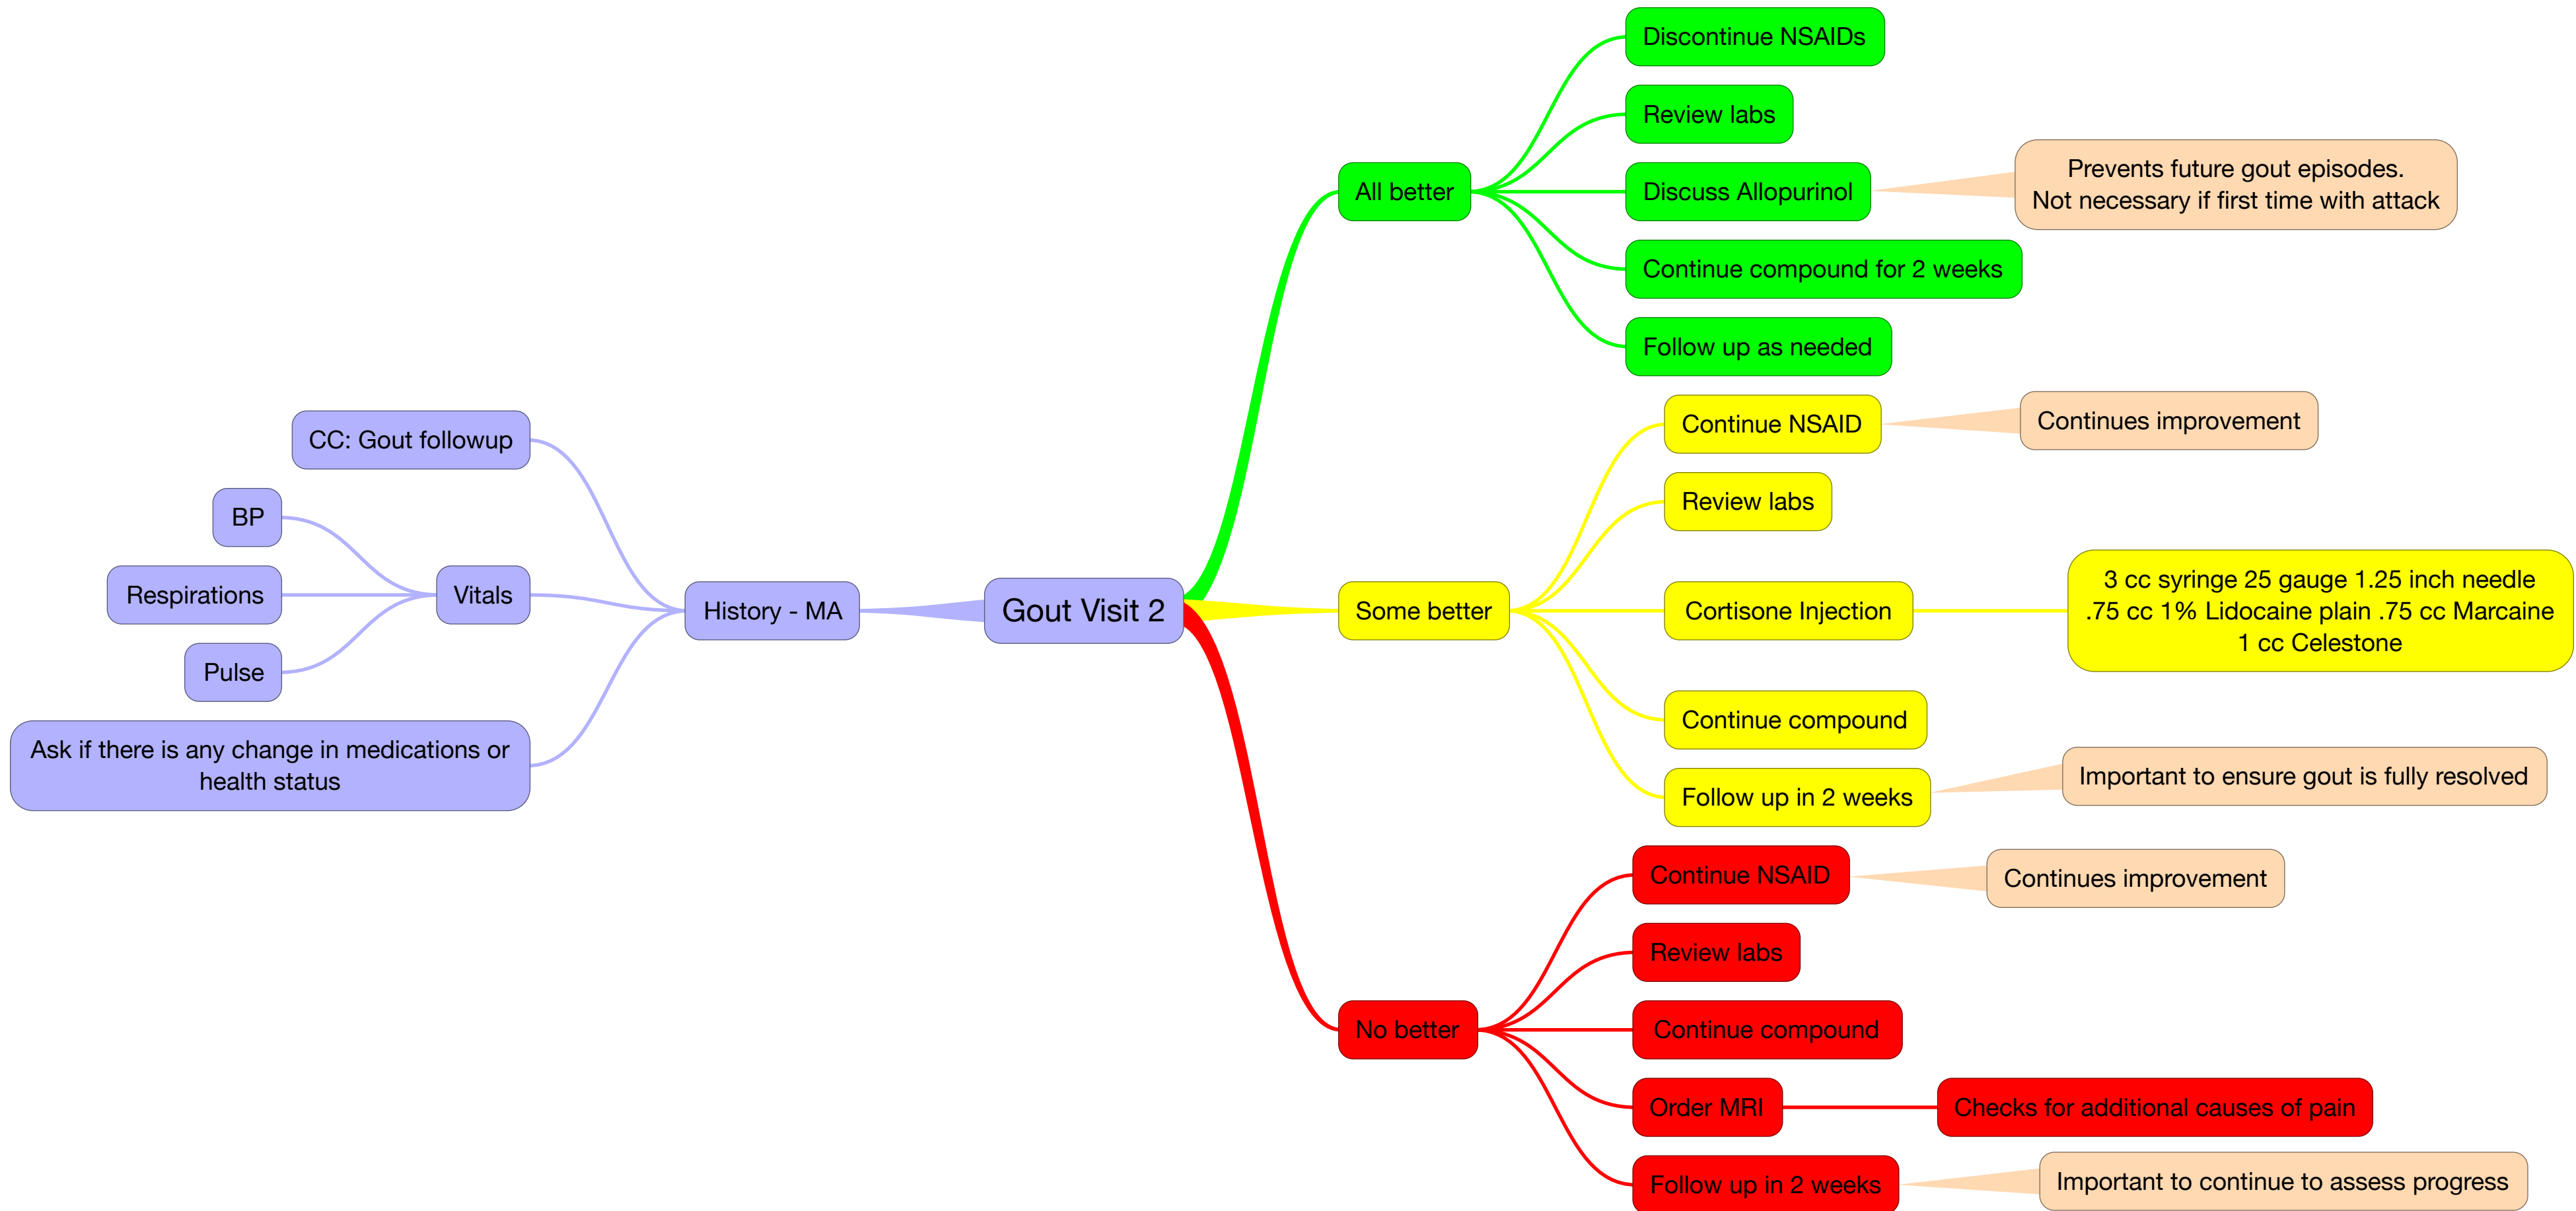 CC: Gout followup
BP
Respirations
Pulse
Vitals
Ask if there is any change in medications or
health status
History - MA
Gout Visit 2
All better
Discontinue NSAIDs
Review labs
Discuss Allopurinol
Prevents future gout episodes.
Not necessary if first time with attack
Continue compound for 2 weeks
Follow up as needed
Some better
Continue NSAID
Continues improvement
Review labs
Cortisone Injection
3 cc syringe 25 gauge 1.25 inch needle
.75 cc 1% Lidocaine plain .75 cc Marcaine
1 cc Celestone
Continue compound
Follow up in 2 weeks
Important to ensure gout is fully resolved
No better
Continue NSAID
Continues improvement
Review labs
Continue compound
Order MRI
Checks for additional causes of pain
Follow up in 2 weeks
Important to continue to assess progress